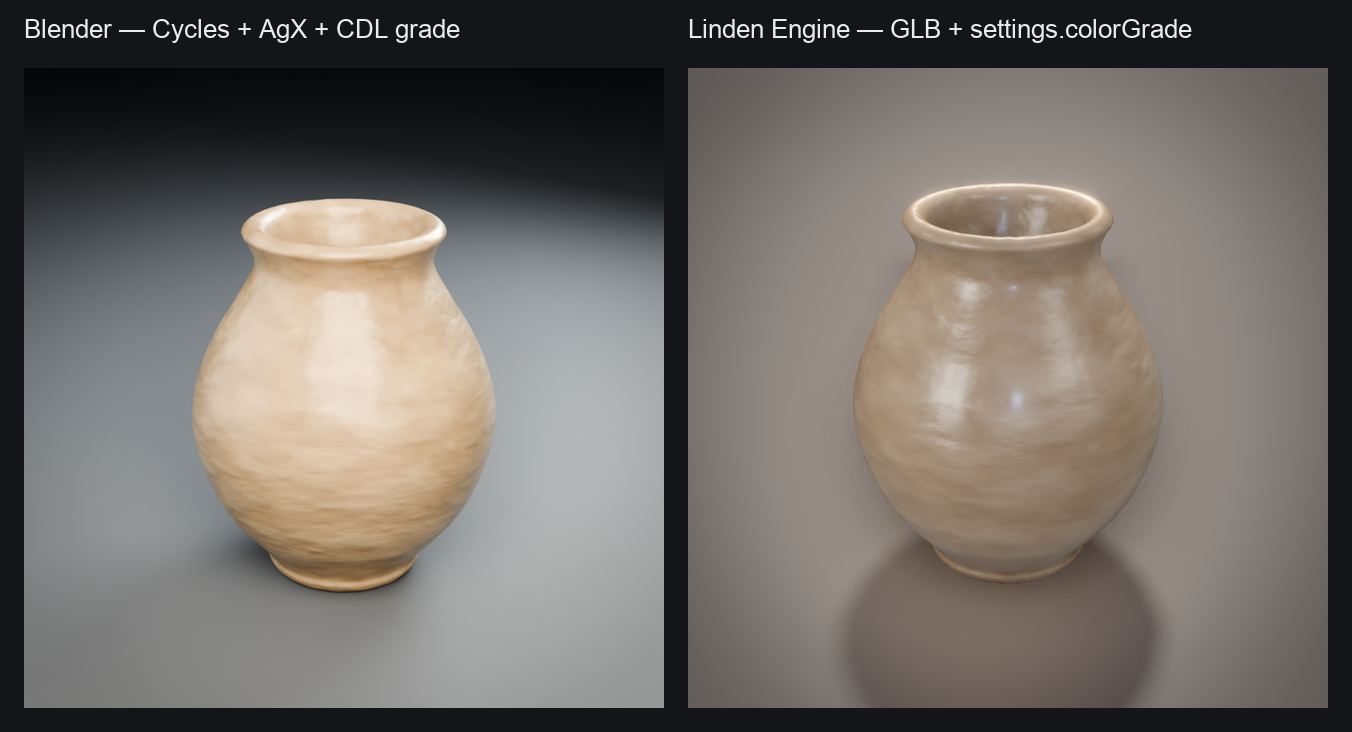 Blender — Cycles + AgX + CDL grade
Linden Engine — GLB + settings.colorGrade